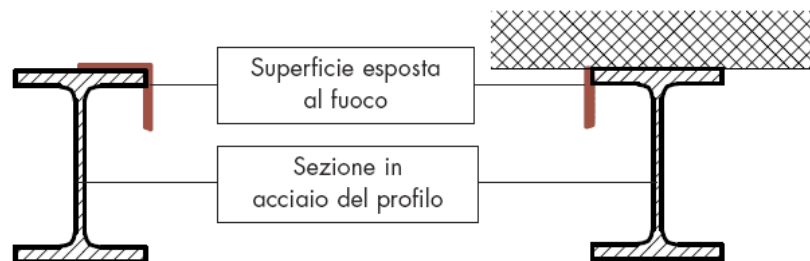 Superficie esposta
al fuoco
Sezione in
acciaio del profilo